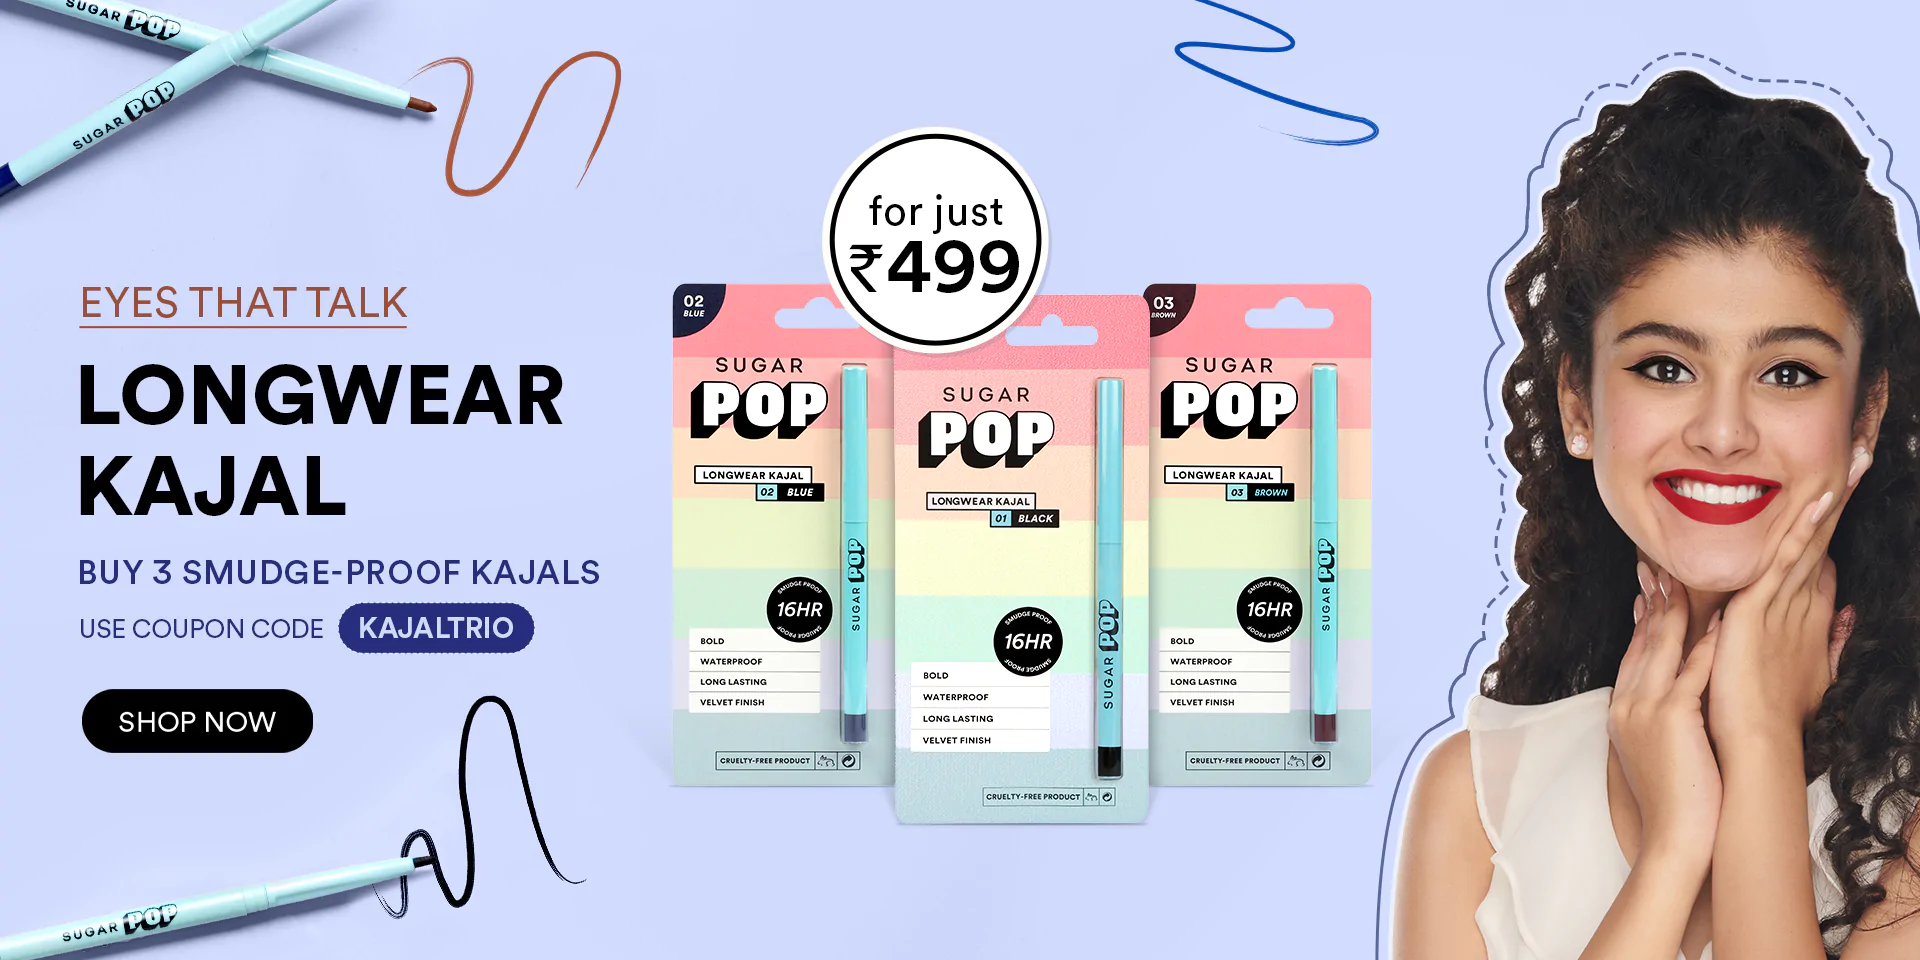 SUGAR POP
SUGAR POP
EYES THAT TALK
LONGWEAR
KAJAL
BUY 3 SMUDGE-PROOF KAJALS
USE COUPON CODE KAJALTRIO
SHOP NOW
SUGAR POP
for just
₹499
02
BLUE
SUGAR
POP
LONGWEAR KAJAL
02 BLUE
SMUDGE PROOF
16HR
SMUDGE PROOF
BOLD
WATERPROOF
LONG LASTING
VELVET FINISH
SUGAR POP
CRUELTY-FREE PRODUCT
SUGAR
POP
LONGWEAR KAJAL
01 BLACK
SMUDGE PROOF
16HR
SMUDGE PROOF
BOLD
WATERPROOF
LONG LASTING
VELVET FINISH
SUGAR POP
CRUELTY-FREE PRODUCT
03
BROWN
SUGAR
POP
LONGWEAR KAJAL
03 BROWN
SMUDGE PROOF
16HR
SMUDGE PROOF
BOLD
WATERPROOF
LONG LASTING
VELVET FINISH
SUGAR POP
CRUELTY-FREE PRODUCT